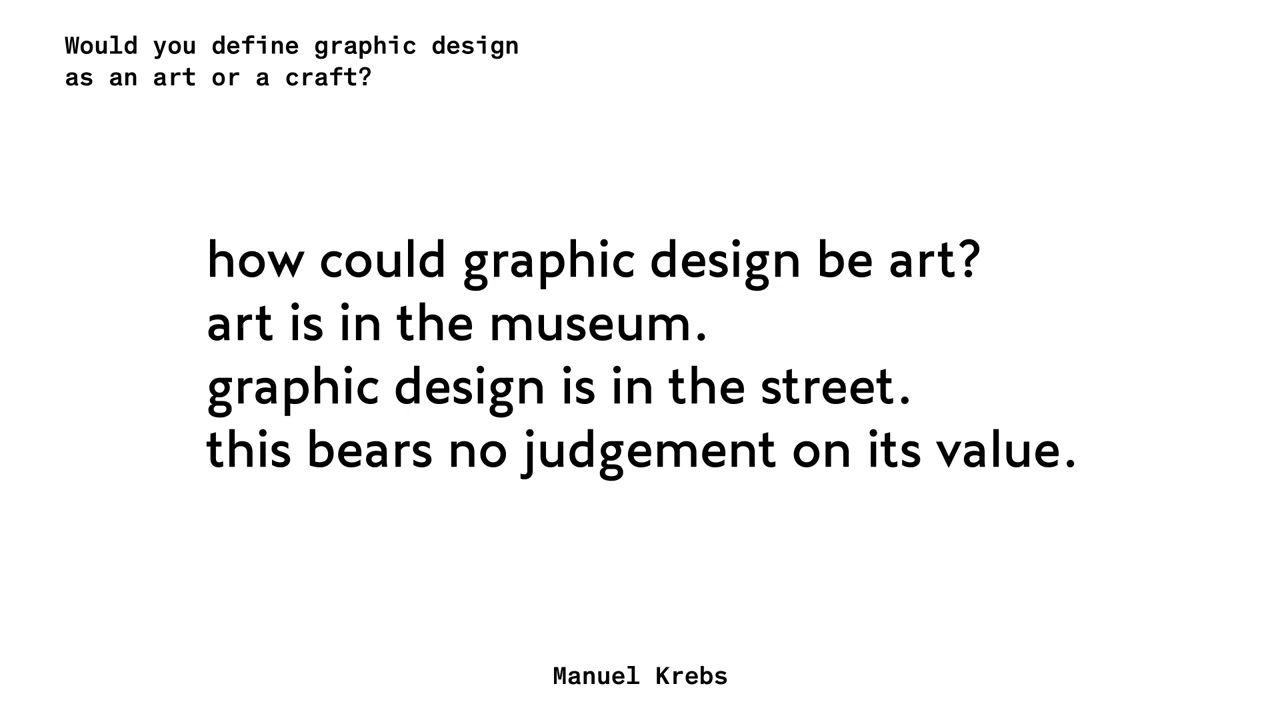 Would you define graphic design
as an art or a craft?
how could graphic design be art?
art is in the museum.
graphic design is in the street.
this bears no judgement on its value.
Manuel Krebs